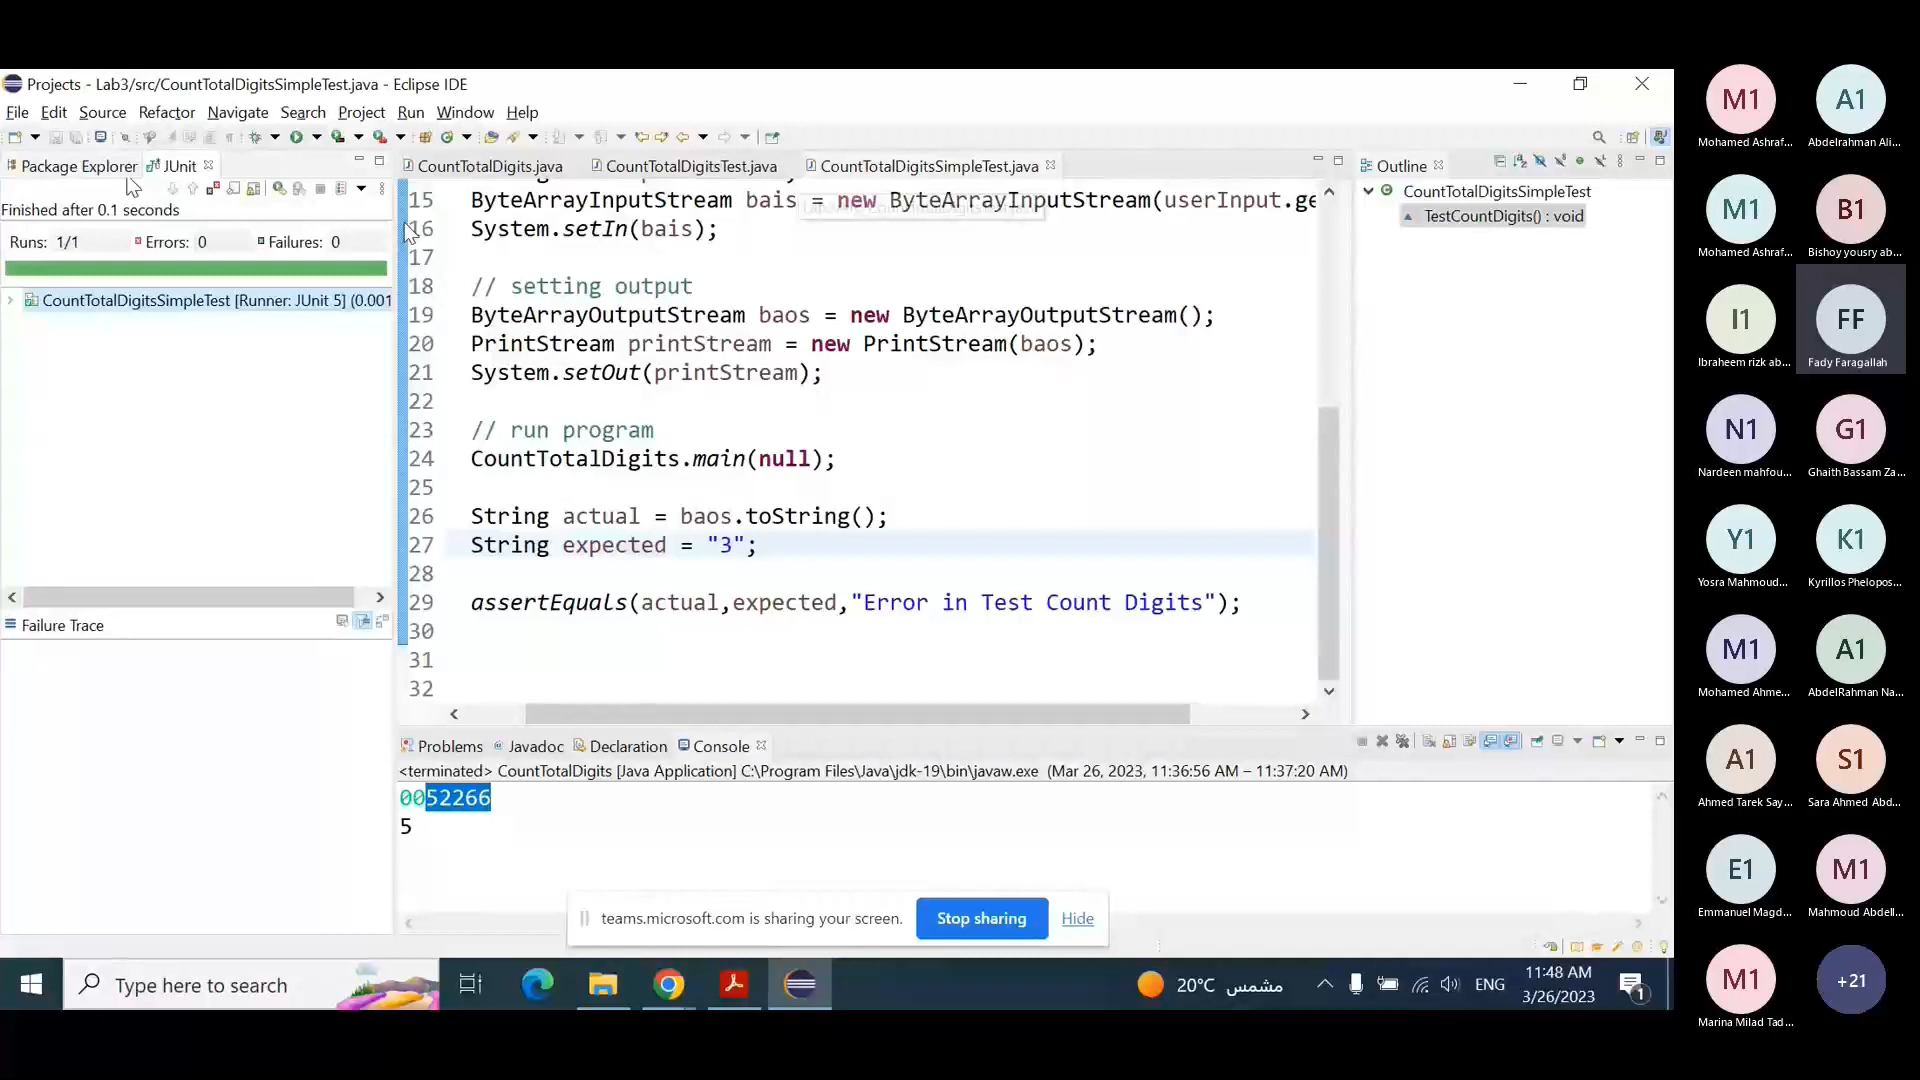 Projects - Lab3/src/CountTotalDigitsSimpleTest.java - Eclipse IDE
File Edit Source Refactor Navigate Search Project Run Window Help
Package Explorer JUnit
Finished after 0.1 seconds
Runs: 1/1 Errors: 0 Failures: 0
CountTotalDigitsSimpleTest [Runner: JUnit 5] (0.001
Failure Trace
CountTotalDigits.java CountTotalDigitsTest.java CountTotalDigitsSimpleTest.java
15 ByteArrayInputStream bais = new ByteArrayInputStream(userInput.ge
16 System.setIn(bais);
17
18 // setting output
19 ByteArrayOutputStream baos = new ByteArrayOutputStream();
20 PrintStream printStream = new PrintStream(baos);
21 System.setOut(printStream);
22
23 // run program
24 CountTotalDigits.main(null);
25
26 String actual = baos.toString();
27 String expected = "3";
28
29 assertEquals(actual,expected,"Error in Test Count Digits");
30
31
32
Outline
CountTotalDigitsSimpleTest
TestCountDigits() : void
Problems Javadoc Declaration Console
<terminated> CountTotalDigits [Java Application] C:\Program Files\Java\jdk-19\bin\javaw.exe (Mar 26, 2023, 11:36:56 AM – 11:37:20 AM)
0052266
5
teams.microsoft.com is sharing your screen. Stop sharing Hide
Type here to search
20°C مشمس
ENG
11:48 AM
3/26/2023
1
M1 A1
Mohamed Ashraf... Abdelrahman Ali...
M1 B1
Mohamed Ashraf... Bishoy yousry ab...
I1 FF
Ibraheem rizk ab... Fady Faragallah
N1 G1
Nardeen mahfou... Ghaith Bassam Za...
Y1 K1
Yosra Mahmoud... Kyrillos Phelopos...
M1 A1
Mohamed Ahme... AbdelRahman Na...
A1 S1
Ahmed Tarek Say... Sara Ahmed Abd...
E1 M1
Emmanuel Magd... Mahmoud Abdell...
M1 +21
Marina Milad Tad...